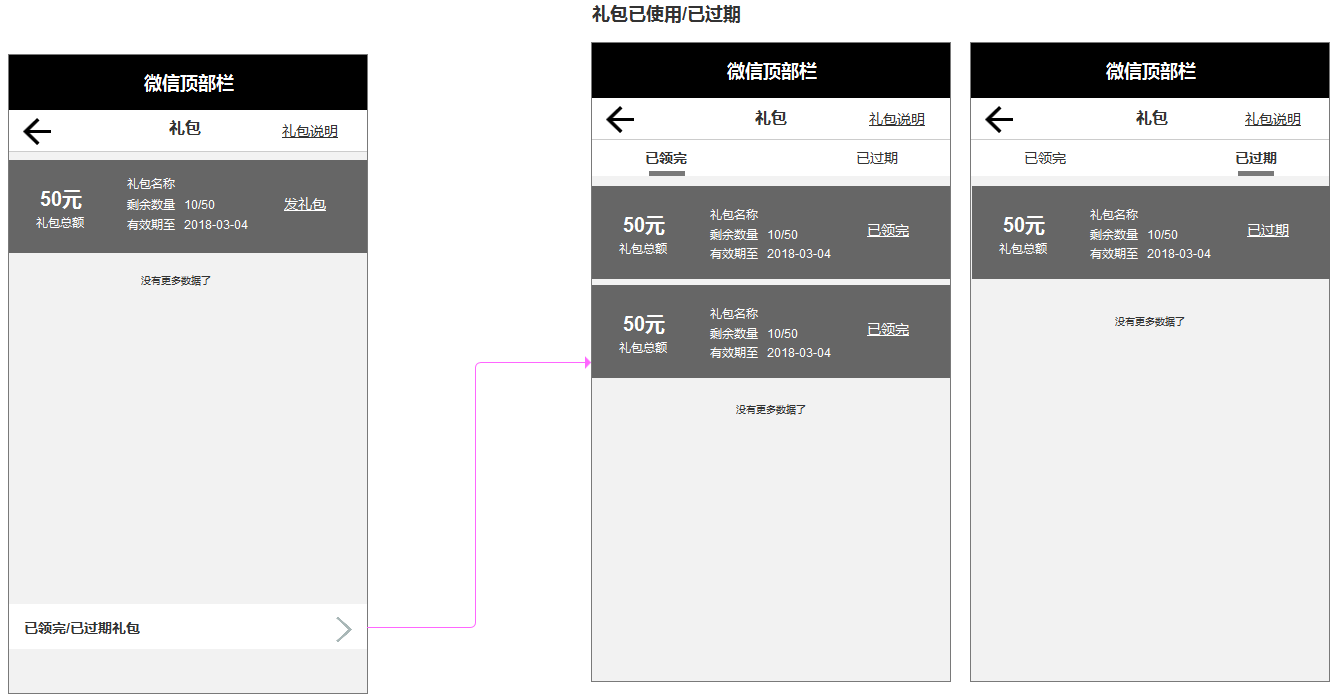 礼包已使用/已过期
微信顶部栏
礼包
礼包说明
50元
礼包总额
礼包名称
剩余数量 10/50
有效期至 2018-03-04
发礼包
没有更多数据了
已领完/已过期礼包
微信顶部栏
礼包
礼包说明
已领完
已过期
50元
礼包总额
礼包名称
剩余数量 10/50
有效期至 2018-03-04
已领完
50元
礼包总额
礼包名称
剩余数量 10/50
有效期至 2018-03-04
已领完
没有更多数据了
微信顶部栏
礼包
礼包说明
已领完
已过期
50元
礼包总额
礼包名称
剩余数量 10/50
有效期至 2018-03-04
已过期
没有更多数据了